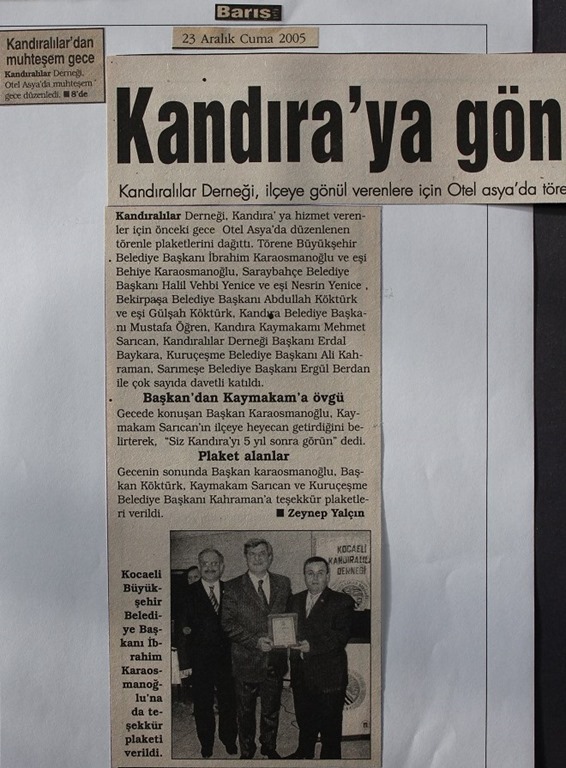 Barış
23 Aralık Cuma 2005
Kandıralılar'dan
muhteşem gece
Kandıralılar Derneği,
Otel Asya'da muhteşem
gece düzenledi. ■ 8'de
Kandıra'ya gön
Kandıralılar Derneği, ilçeye gönül verenlere için Otel asya'da töre
Kandıralılar Derneği, Kandıra' ya hizmet veren-
ler için önceki gece Otel Asya'da düzenlenen
törenle plaketlerini dağıttı. Törene Büyükşehir
Belediye Başkanı İbrahim Karaosmanoğlu ve eşi
Behiye Karaosmanoğlu, Saraybahçe Belediye
Başkanı Halil Vehbi Yenice ve eşi Nesrin Yenice ,
Bekirpaşa Belediye Başkanı Abdullah Köktürk
ve eşi Gülşah Köktürk, Kandıra Belediye Başka-
nı Mustafa Öğren, Kandıra Kaymakamı Mehmet
Sarıcan, Kandıralılar Derneği Başkanı Erdal
Baykara, Kuruçeşme Belediye Başkanı Ali Kah-
raman, Sarımeşe Belediye Başkanı Ergül Berdan
ile çok sayıda davetli katıldı.
Başkan'dan Kaymakam'a övgü
Gecede konuşan Başkan Karaosmanoğlu, Kay-
makam Sarıcan'ın ilçeye heyecan getirdiğini be-
lirterek, "Siz Kandıra'yı 5 yıl sonra görün" dedi.
Plaket alanlar
Gecenin sonunda Başkan karaosmanoğlu, Baş-
kan Köktürk, Kaymakam Sarıcan ve Kuruçeşme
Belediye Başkanı Kahraman'a teşekkür plaketle-
ri verildi. ■ Zeynep Yalçın
Kocaeli
Büyük-
şehir
Beledi-
ye Baş-
kanı İb-
rahim
Karaos-
manoğ-
lu'na
da te-
şekkür
plaketi
verildi.
KOCAELİ
KANDIRALILA
DERNEĞİ